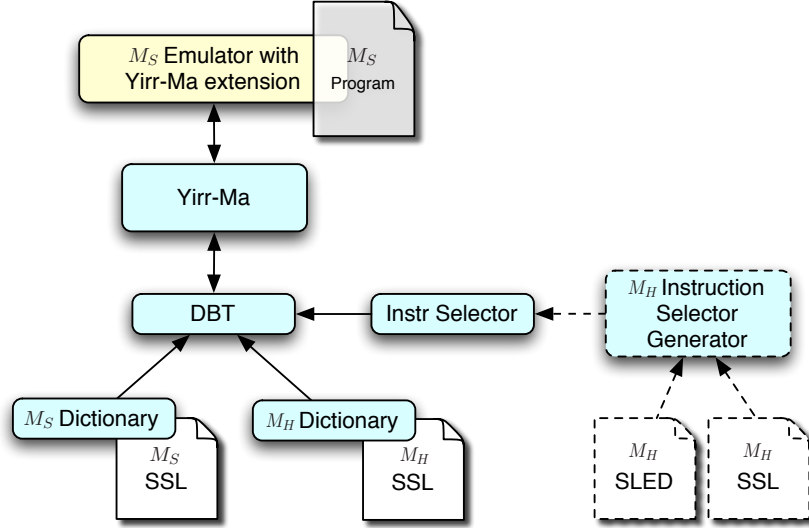 M_S Emulator with
Yirr-Ma extension
M_S
Program
Yirr-Ma
DBT
Instr Selector
M_H Instruction
Selector
Generator
M_S Dictionary
M_H Dictionary
M_S
SSL
M_H
SSL
M_H
SLED
M_H
SSL